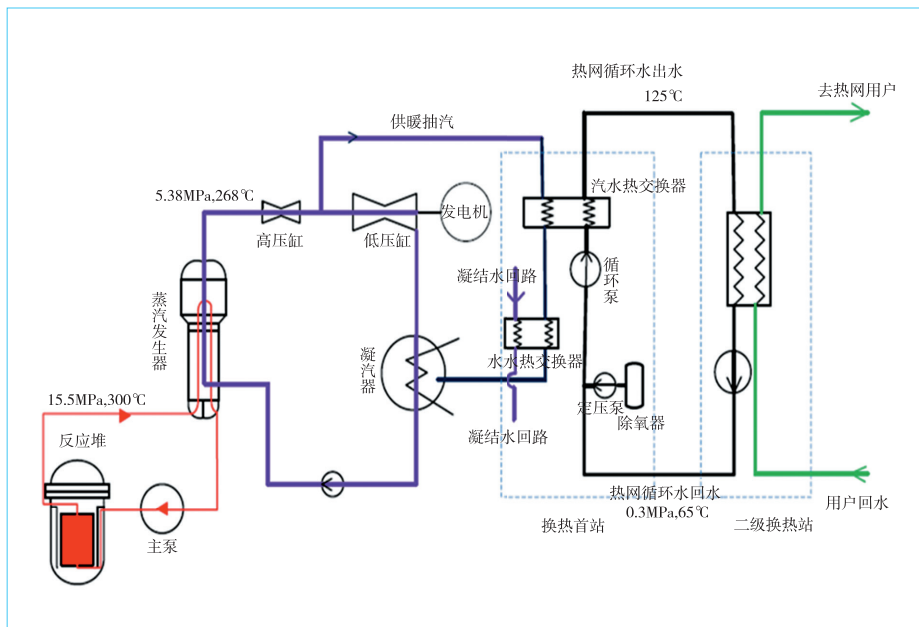 热网循环水出水
125℃
去热网用户
供暖抽汽
5.38MPa,268℃
汽水热交换器
发电机
高压缸
低压缸
循环泵
凝结水回路
蒸汽发生器
凝汽器
水水热交换器
15.5MPa,300℃
定压泵
除氧器
反应堆
凝结水回路
热网循环水回水
0.3MPa,65℃
用户回水
换热首站
二级换热站
主泵